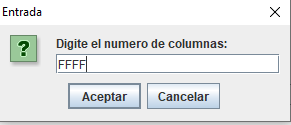 Entrada
Digite el numero de columnas:
FFFF
Aceptar
Cancelar